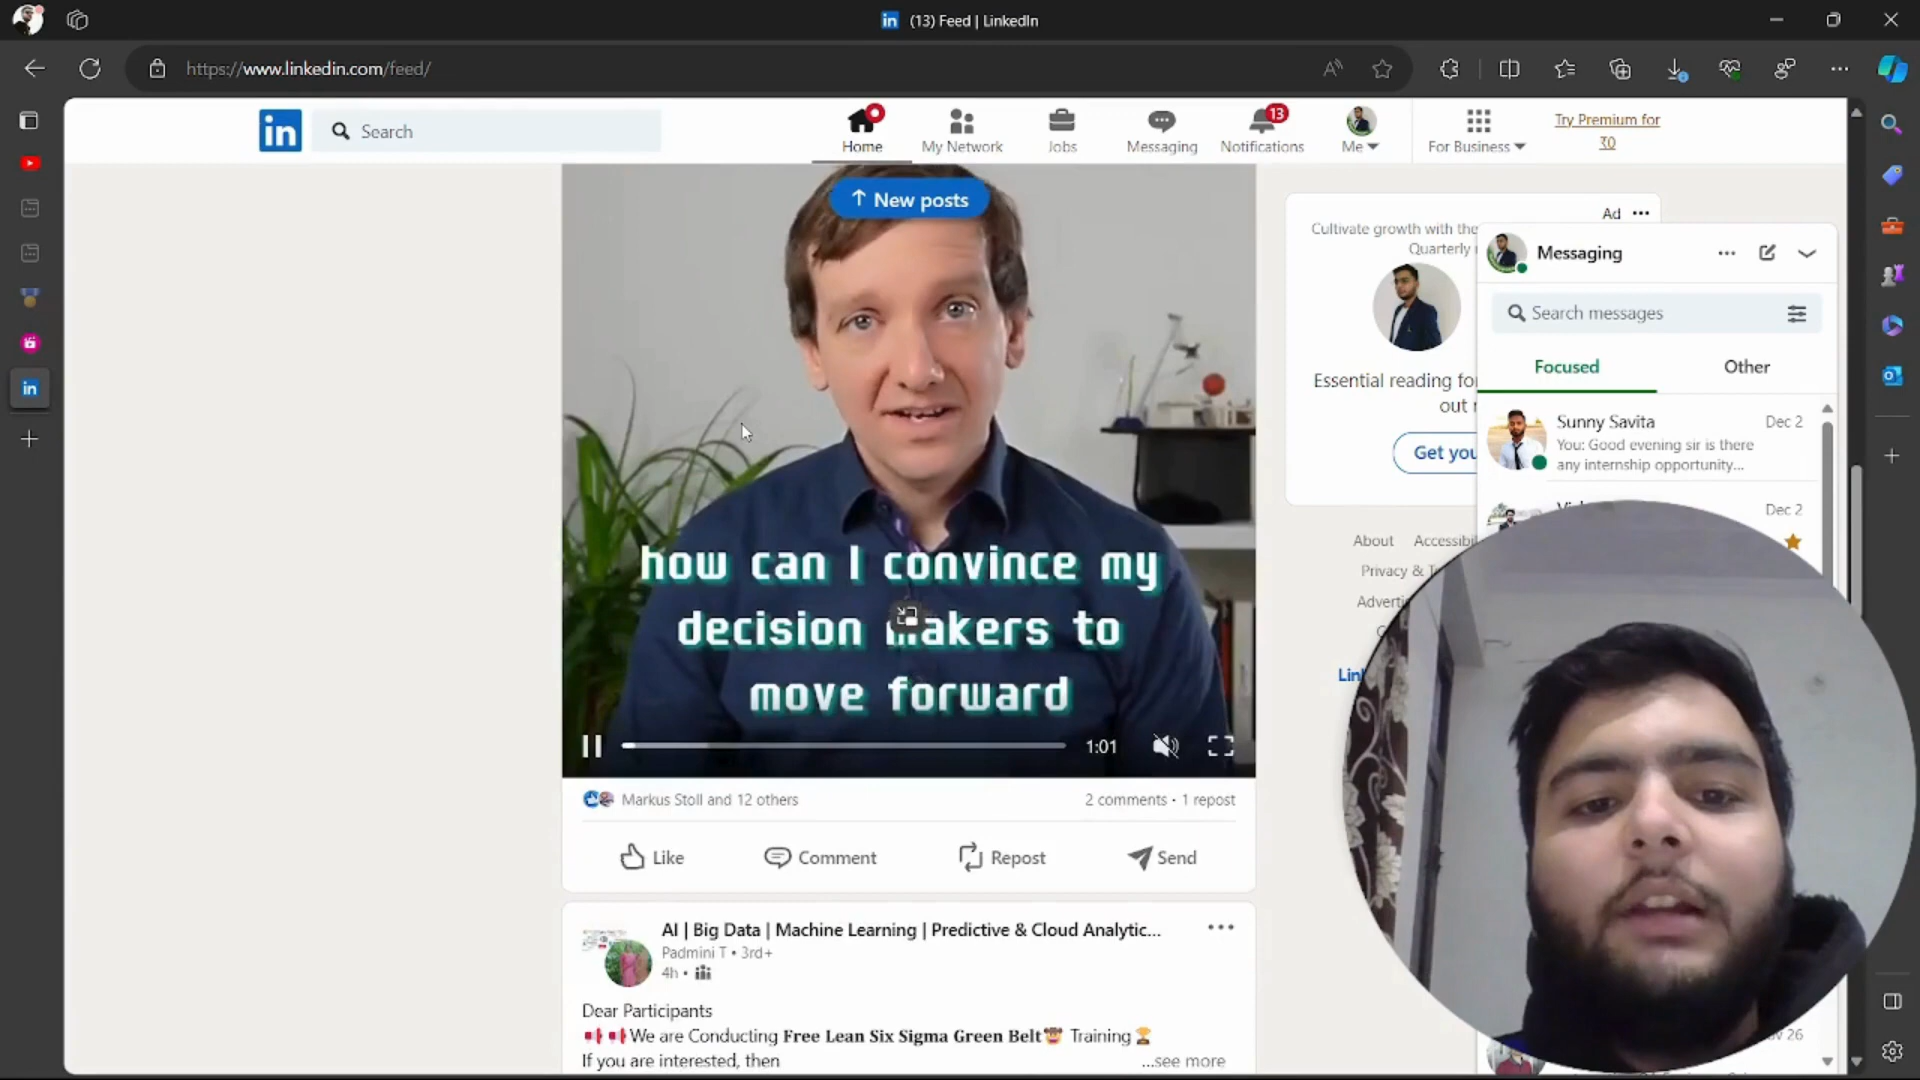 (13) Feed | LinkedIn
https://www.linkedin.com/feed/
in
Search
Home
My Network
Jobs
Messaging
13
Notifications
Me
For Business
Try Premium for
₹0
New posts
how can I convince my
decision makers to
move forward
1:01
Markus Stoll and 12 others
2 comments • 1 repost
Like
Comment
Repost
Send
AI | Big Data | Machine Learning | Predictive & Cloud Analytic...
Padmini T • 3rd+
4h •
Dear Participants
We are Conducting Free Lean Six Sigma Green Belt Training
If you are interested, then
...see more
Ad
Cultivate growth with the
Quarterly
Essential reading for
out
Get you
About
Privacy &
Messaging
Search messages
Focused
Other
Sunny Savita
Dec 2
You: Good evening sir is there
any internship opportunity...
Dec 2
26